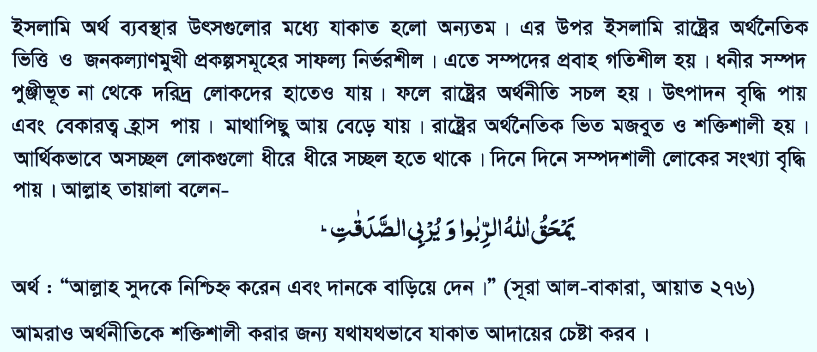 ইসলামি অর্থ ব্যবস্থার উৎসগুলোর মধ্যে যাকাত হলো অন্যতম। এর উপর ইসলামি রাষ্ট্রের অর্থনৈতিক
ভিত্তি ও জনকল্যাণমুখী প্রকল্পসমূহের সাফল্য নির্ভরশীল। এতে সম্পদের প্রবাহ গতিশীল হয়। ধনীর সম্পদ
পুঞ্জীভূত না থেকে দরিদ্র লোকদের হাতেও যায়। ফলে রাষ্ট্রের অর্থনীতি সচল হয়। উৎপাদন বৃদ্ধি পায়
এবং বেকারত্ব হ্রাস পায়। মাথাপিছু আয় বেড়ে যায়। রাষ্ট্রের অর্থনৈতিক ভিত মজবুত ও শক্তিশালী হয়।
আর্থিকভাবে অসচ্ছল লোকগুলো ধীরে ধীরে সচ্ছল হতে থাকে। দিনে দিনে সম্পদশালী লোকের সংখ্যা বৃদ্ধি
পায়। আল্লাহ তায়ালা বলেন-
يَمْحَقُ اللهُ الرِّبٰوا وَ يُرْبِى الصَّدَقٰتِ ؕ
অর্থ : “আল্লাহ সুদকে নিশ্চিহ্ন করেন এবং দানকে বাড়িয়ে দেন।” (সূরা আল-বাকারা, আয়াত ২৭৬)
আমরাও অর্থনীতিকে শক্তিশালী করার জন্য যথাযথভাবে যাকাত আদায়ের চেষ্টা করব।